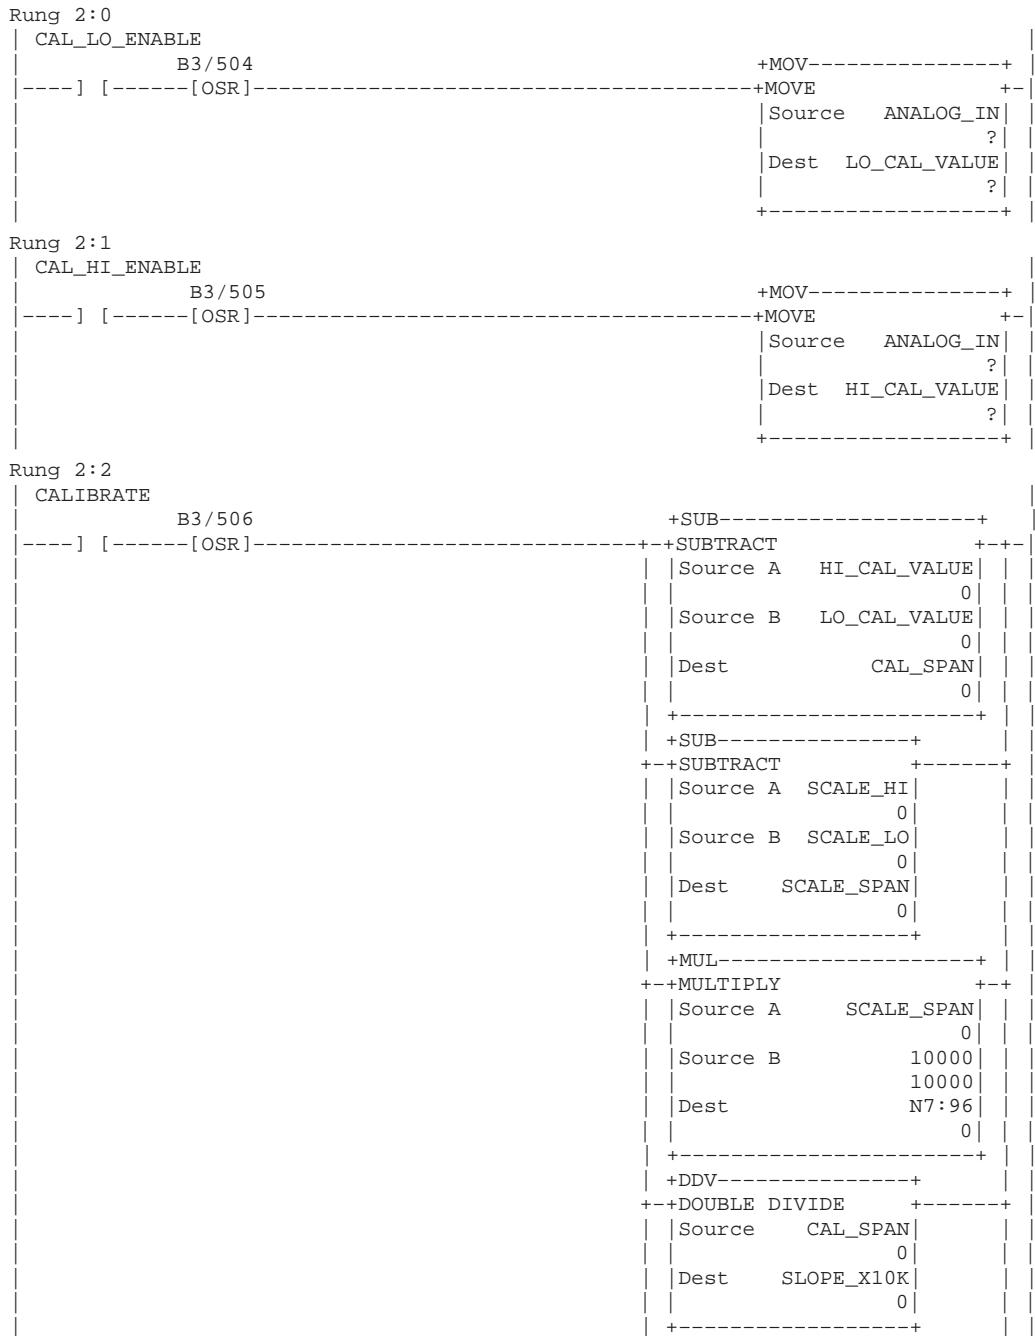 Rung 2:0
| CAL_LO_ENABLE |
| B3/504 +MOV---------------+ |
|----] [------[OSR]---------------------------------------+MOVE +-|
| |Source ANALOG_IN| |
| | ?| |
| |Dest LO_CAL_VALUE| |
| | ?| |
| +------------------+ |
Rung 2:1
| CAL_HI_ENABLE |
| B3/505 +MOV---------------+ |
|----] [------[OSR]---------------------------------------+MOVE +-|
| |Source ANALOG_IN| |
| | ?| |
| |Dest HI_CAL_VALUE| |
| | ?| |
| +------------------+ |
Rung 2:2
| CALIBRATE |
| B3/506 +SUB--------------------+ |
|----] [------[OSR]------------------------------+-+SUBTRACT +-+-|
| | |Source A HI_CAL_VALUE| | |
| | | 0| | |
| | |Source B LO_CAL_VALUE| | |
| | | 0| | |
| | |Dest CAL_SPAN| | |
| | | 0| | |
| | +-----------------------+ | |
| | +SUB---------------+ | |
| +-+SUBTRACT +------+ |
| | |Source A SCALE_HI| | |
| | | 0| | |
| | |Source B SCALE_LO| | |
| | | 0| | |
| | |Dest SCALE_SPAN| | |
| | | 0| | |
| | +------------------+ | |
| | +MUL--------------------+ | |
| +-+MULTIPLY +-+ |
| | |Source A SCALE_SPAN| | |
| | | 0| | |
| | |Source B 10000| | |
| | | 10000| | |
| | |Dest N7:96| | |
| | | 0| | |
| | +-----------------------+ | |
| | +DDV---------------+ | |
| +-+DOUBLE DIVIDE +------+ |
| | |Source CAL_SPAN| | |
| | | 0| | |
| | |Dest SLOPE_X10K| | |
| | | 0| | |
| | +------------------+ | |